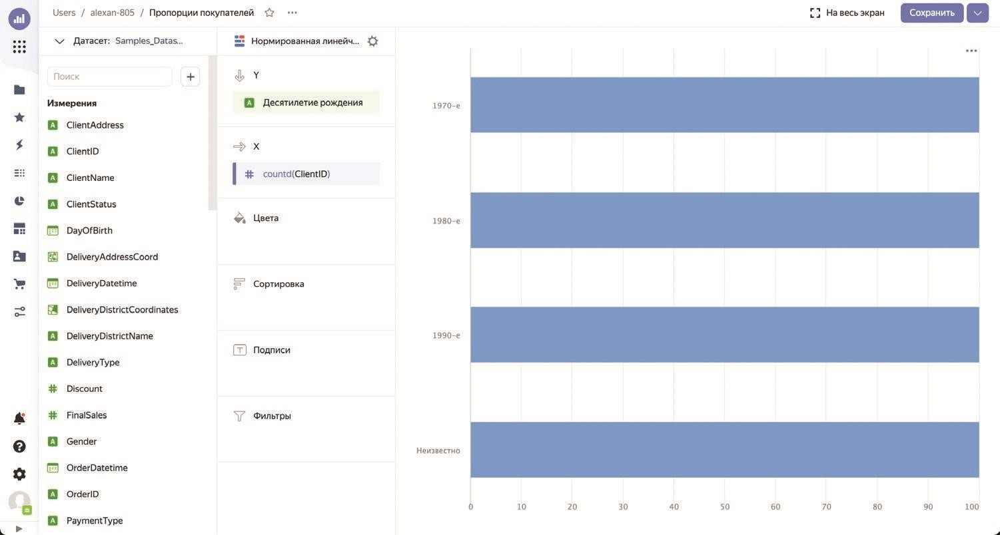 Users / alexan-805 / Пропорции покупателей
На весь экран
Сохранить
Датасет: Samples_Datas...
Поиск
Измерения
ClientAddress
ClientID
ClientName
ClientStatus
DayOfBirth
DeliveryAddressCoord
DeliveryDatetime
DeliveryDistrictCoordinates
DeliveryDistrictName
DeliveryType
Discount
FinalSales
Gender
OrderDatetime
OrderID
PaymentType
Нормированная линейч...
Y
Десятилетие рождения
X
countd(ClientID)
Цвета
Сортировка
Подписи
Фильтры
1970-е
1980-е
1990-е
Неизвестно
0 10 20 30 40 50 60 70 80 90 100